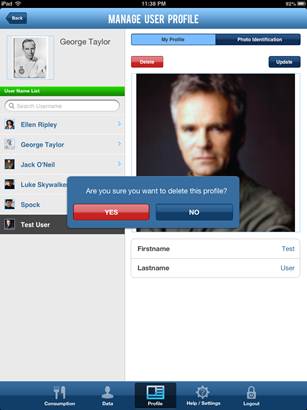 iPad
11:38 PM
92%
Back
MANAGE USER PROFILE
George Taylor
My Profile
Photo Identification
Delete
Update
User Name List
Search Username
Ellen Ripley
George Taylor
Jack O'Neil
Luke Skywalke
Spock
Test User
Are you sure you want to delete this profile?
YES
NO
Firstname
Test
Lastname
User
Consumption
Data
Profile
Help / Settings
Logout